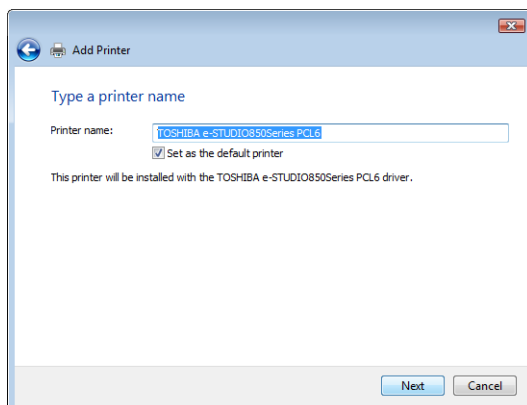 Add Printer
Type a printer name
Printer name: TOSHIBA e-STUDIO850Series PCL6
Set as the default printer
This printer will be installed with the TOSHIBA e-STUDIO850Series PCL6 driver.
Next Cancel